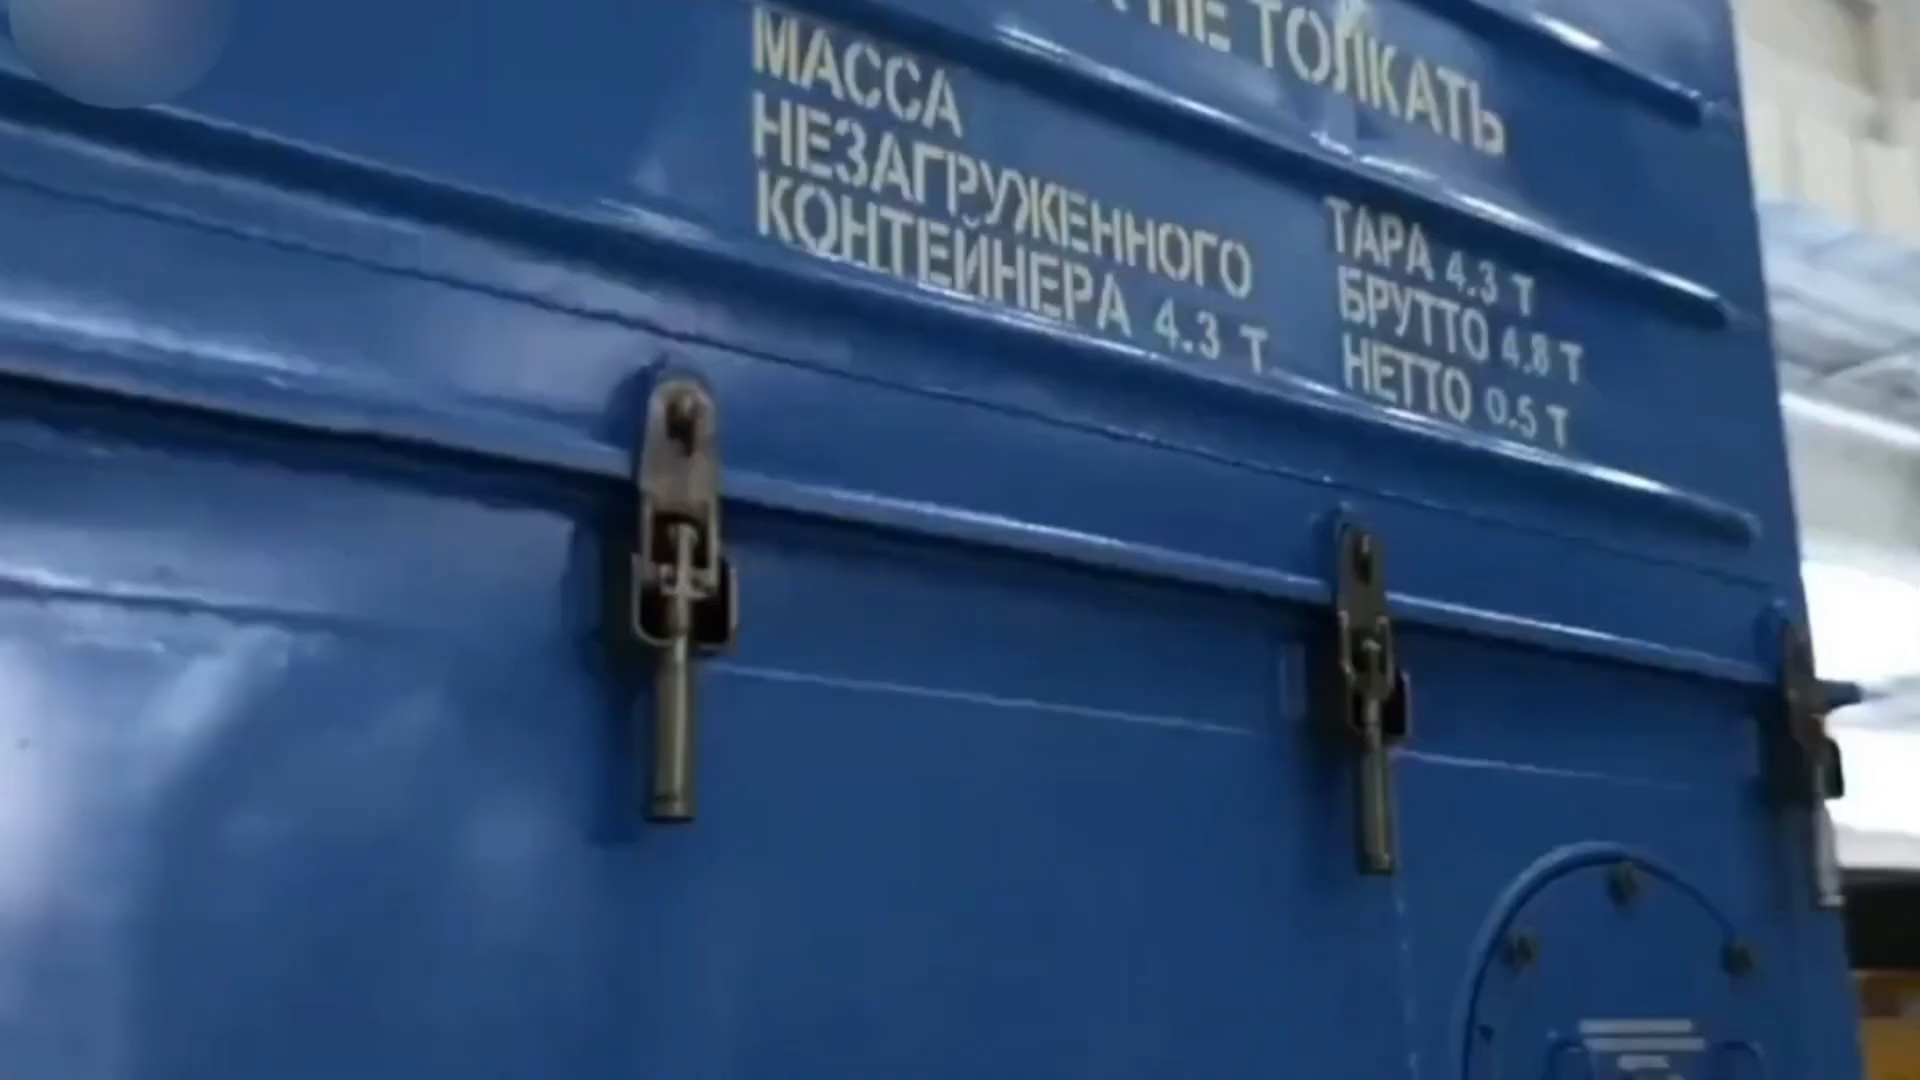 НЕ ТОЛКАТЬ
МАССА
НЕЗАГРУЖЕННОГО
КОНТЕЙНЕРА 4.3 Т
ТАРА 4.3 Т
БРУТТО 4.8 Т
НЕТТО 0.5 Т